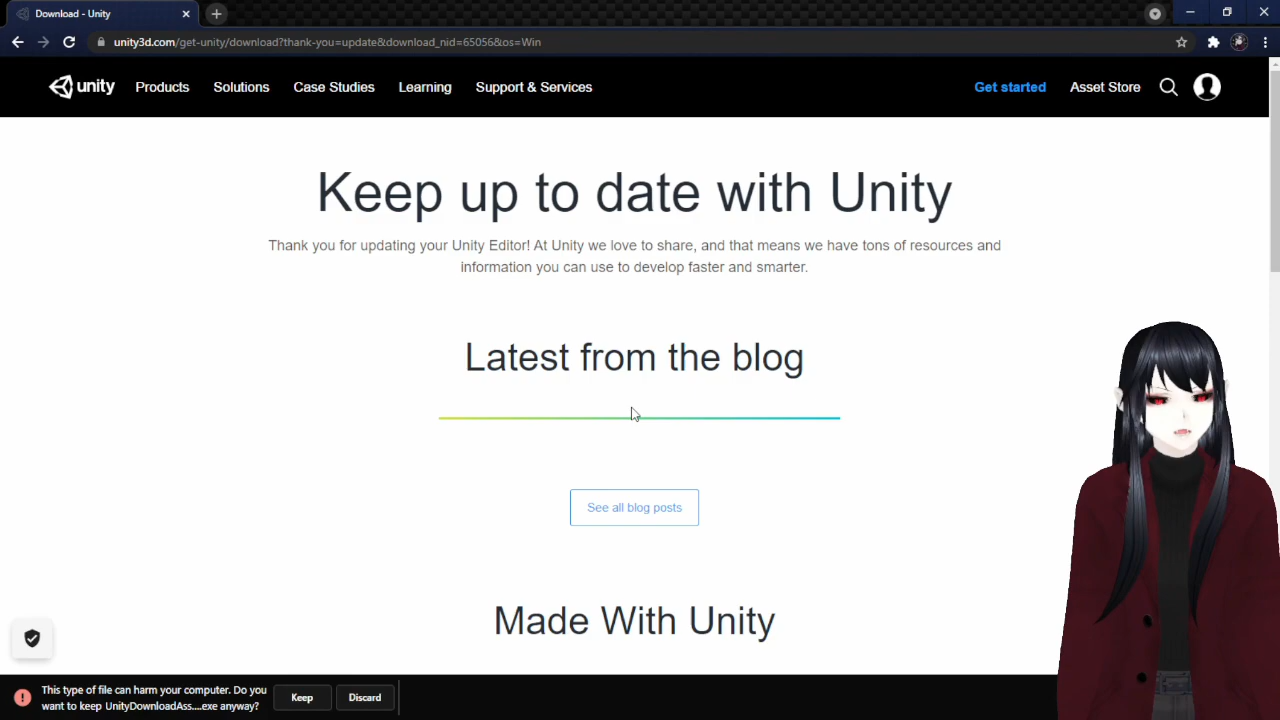 Download - Unity
unity3d.com/get-unity/download?thank-you=update&download_nid=65056&os=Win
unity Products Solutions Case Studies Learning Support & Services Get started Asset Store
Keep up to date with Unity
Thank you for updating your Unity Editor! At Unity we love to share, and that means we have tons of resources and
information you can use to develop faster and smarter.
Latest from the blog
See all blog posts
Made With Unity
This type of file can harm your computer. Do you
want to keep UnityDownloadAss....exe anyway?
Keep Discard